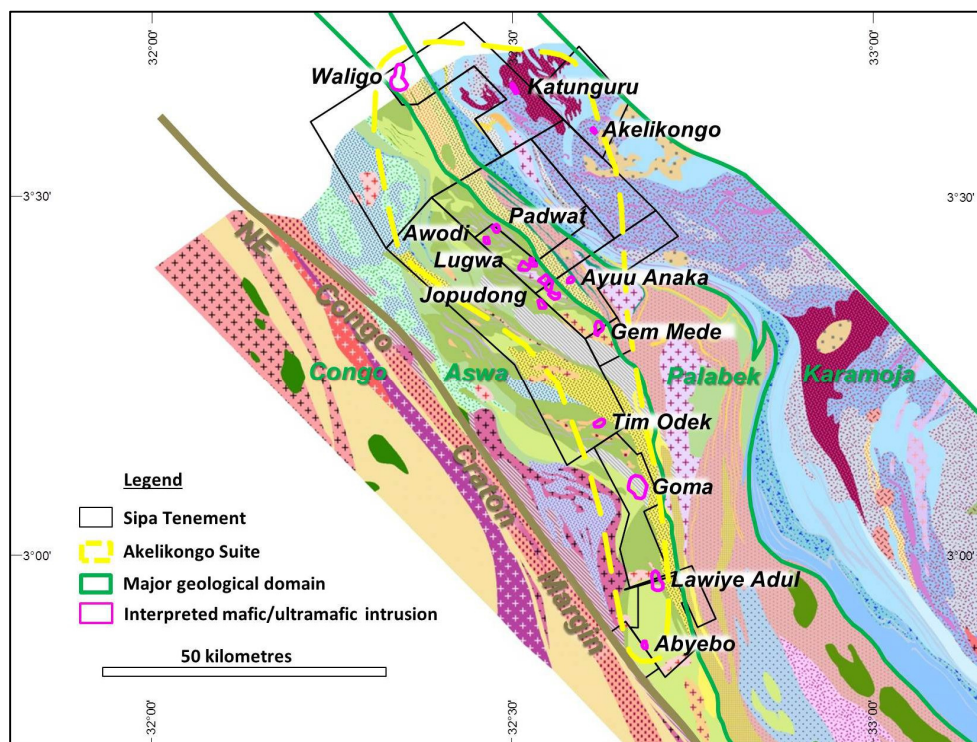 32°00'
32°30'
33°00'
Waligo
Katunguru
Akelikongo
3°30'
3°30'
Padwat
Awodi
Lugwa
Ayuu Anaka
Jopudong
Gem Mede
NE Congo Craton Margin
Congo
Aswa
Palabek
Karamoja
Tim Odek
Goma
Legend
Sipa Tenement
Akelikongo Suite
Major geological domain
Interpreted mafic/ultramafic intrusion
3°00'
3°00'
Lawiye Adul
Abyebo
50 kilometres
32°00'
32°30'
33°00'